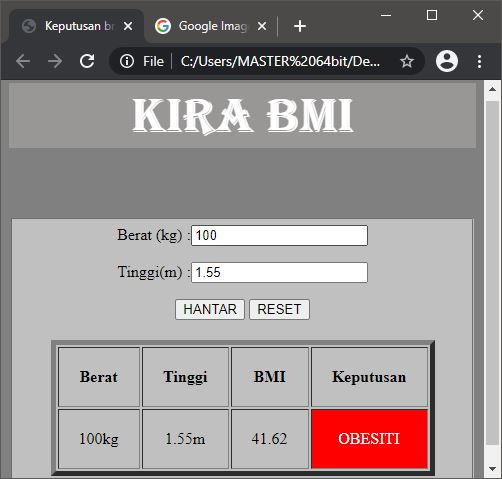 Keputusan br
Google Imag
File
C:/Users/MASTER%2064bit/De...
KIRA BMI
Berat (kg) : 100
Tinggi(m) : 1.55
HANTAR RESET
Berat Tinggi BMI Keputusan
100kg 1.55m 41.62 OBESITI